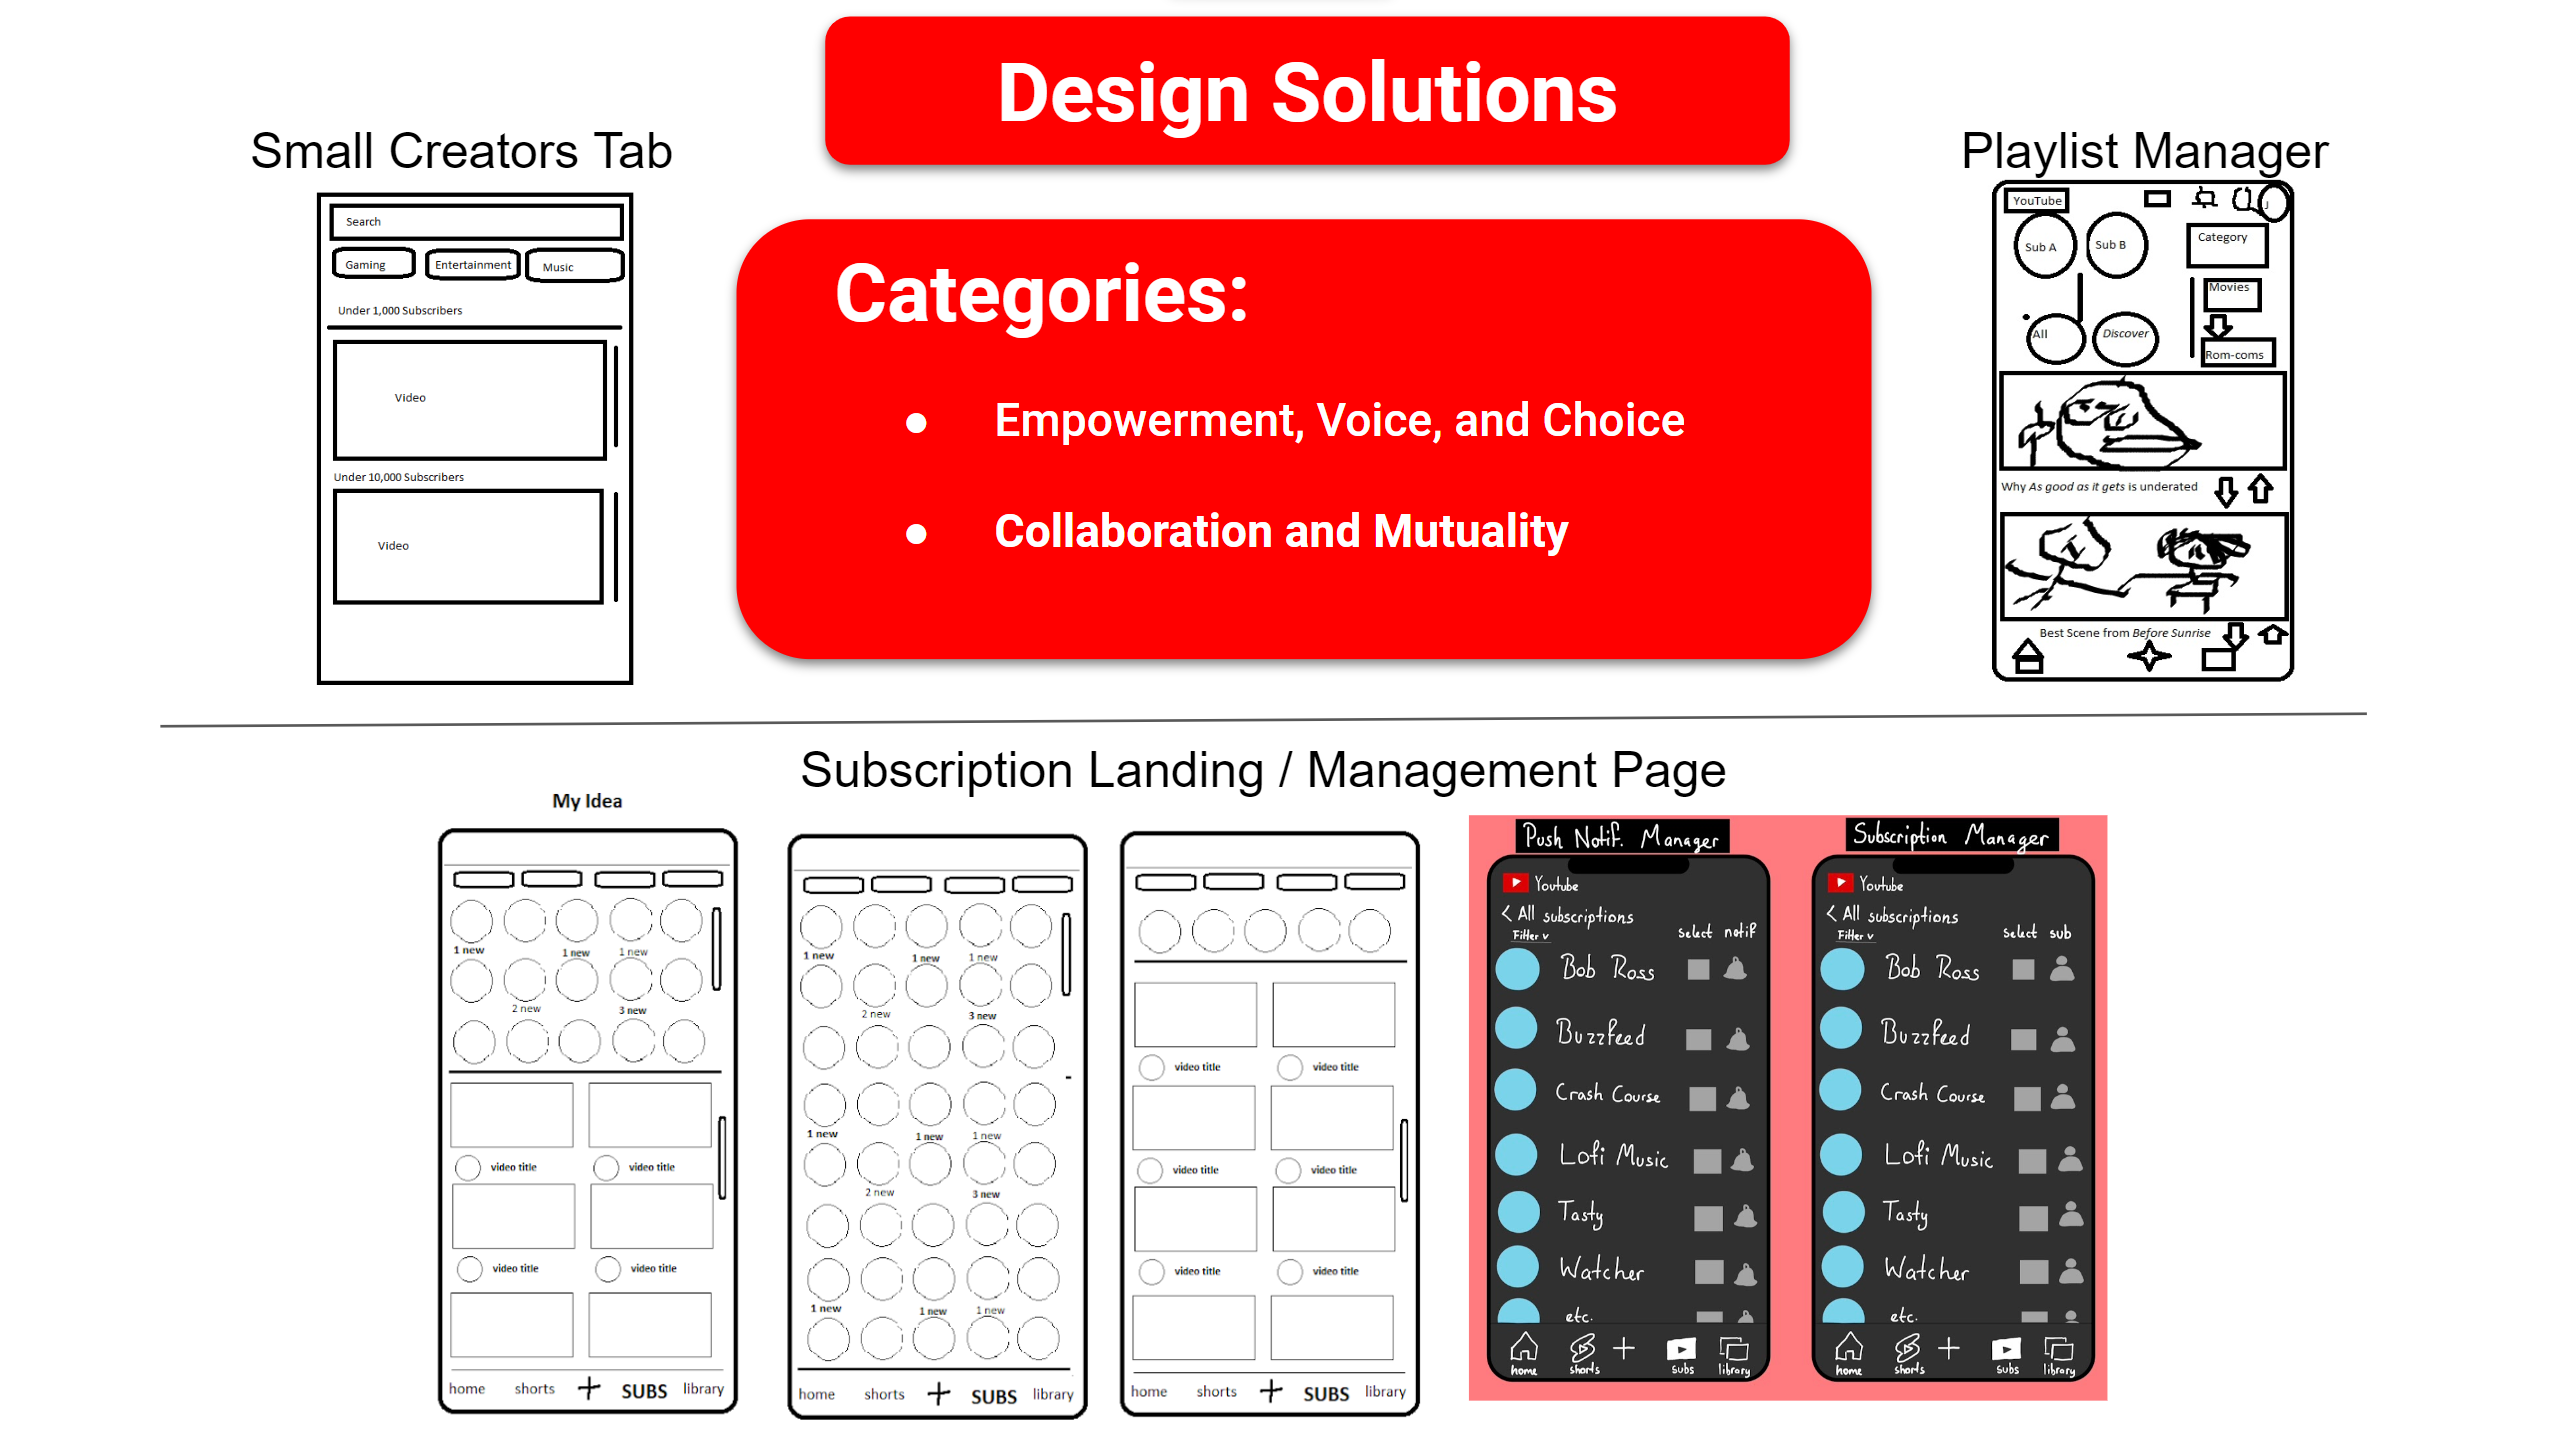 Design Solutions
Small Creators Tab
Search
Gaming
Entertainment
Music
Under 1,000 Subscribers
Video
Under 10,000 Subscribers
Video
Categories:
● Empowerment, Voice, and Choice
● Collaboration and Mutuality
Playlist Manager
YouTube
J
Sub A
Sub B
Category
Movies
All
Discover
Rom-coms
Why As good as it gets is underated
Best Scene from Before Sunrise
Subscription Landing / Management Page
My Idea
1 new 1 new 1 new
2 new 3 new
video title video title
video title video title
home shorts + SUBS library
1 new 1 new 1 new
2 new 3 new
1 new 1 new 1 new
2 new 3 new
1 new 1 new 1 new
home shorts + SUBS library
video title video title
video title video title
video title video title
home shorts + SUBS library
Push Notif. Manager
Youtube
< All subscriptions
Filter v
select notif
Bob Ross
Buzzfeed
Crash Course
Lofi Music
Tasty
Watcher
etc.
home shorts + subs library
Subscription Manager
Youtube
< All subscriptions
Filter v
select sub
Bob Ross
Buzzfeed
Crash Course
Lofi Music
Tasty
Watcher
etc.
home shorts + subs library